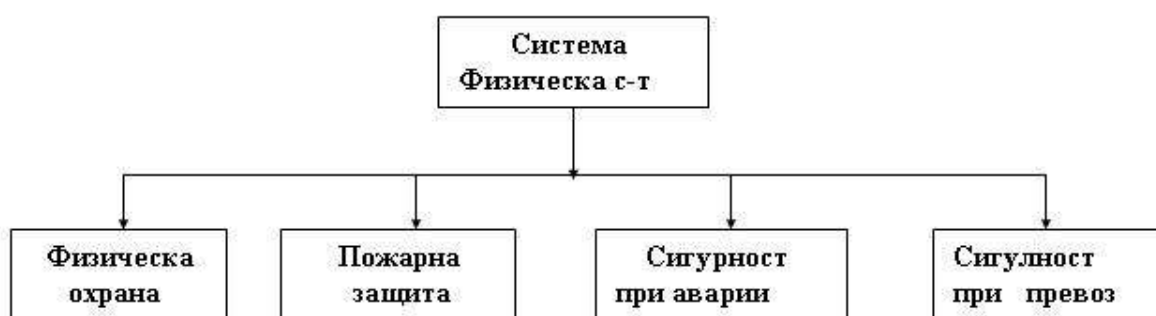 Система
Физическа с-т
Физическа
охрана
Пожарна
защита
Сигурност
при аварии
Сигулност
при превоз